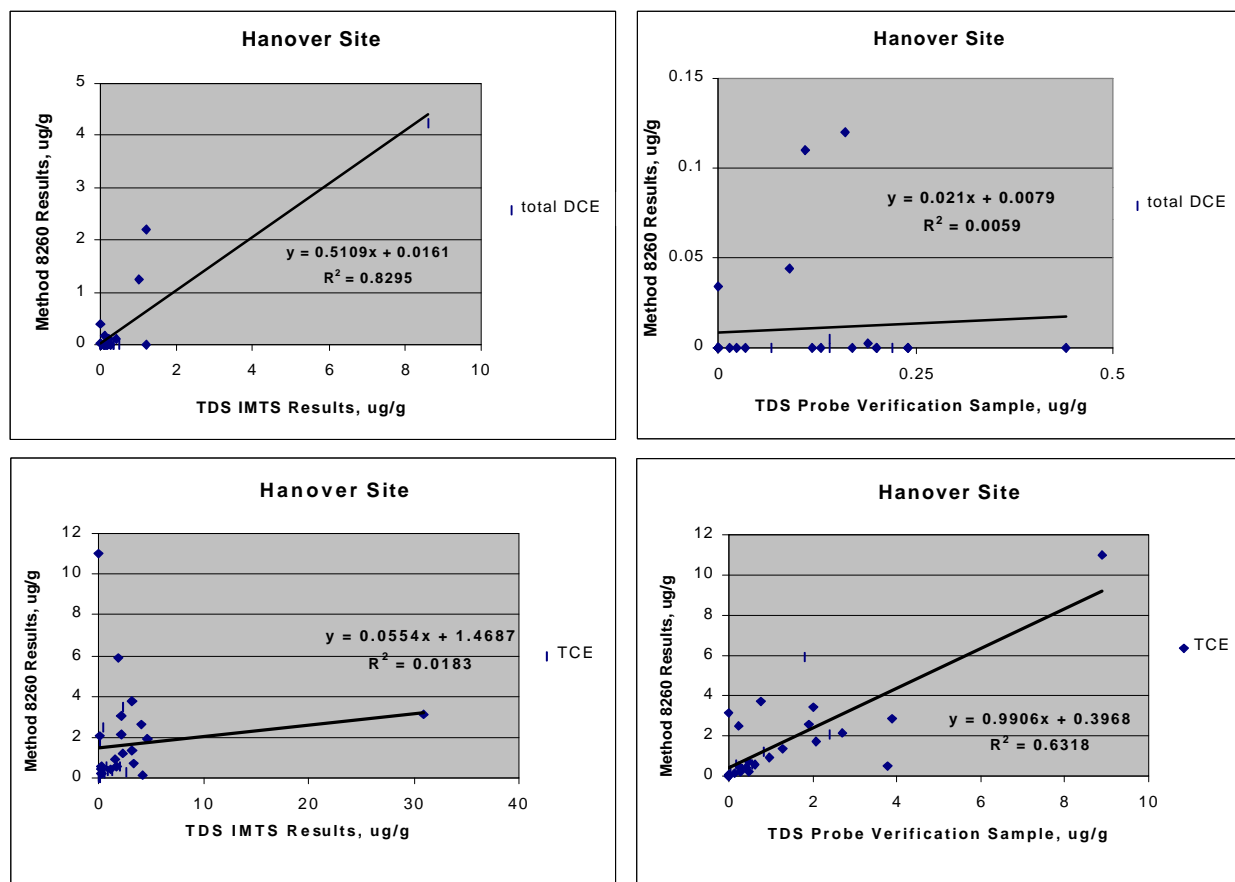 Hanover Site
5
4
3
2
1
0
Method 8260 Results, ug/g
y = 0.5109x + 0.0161
R² = 0.8295
total DCE
0 2 4 6 8 10
TDS IMTS Results, ug/g
Hanover Site
0.15
0.1
0.05
0
Method 8260 Results, ug/g
y = 0.021x + 0.0079
R² = 0.0059
total DCE
0 0.25 0.5
TDS Probe Verification Sample, ug/g
Hanover Site
12
10
8
6
4
2
0
Method 8260 Results, ug/g
y = 0.0554x + 1.4687
R² = 0.0183
TCE
0 10 20 30 40
TDS IMTS Results, ug/g
Hanover Site
12
10
8
6
4
2
0
Method 8260 Results, ug/g
y = 0.9906x + 0.3968
R² = 0.6318
TCE
0 2 4 6 8 10
TDS Probe Verification Sample, ug/g